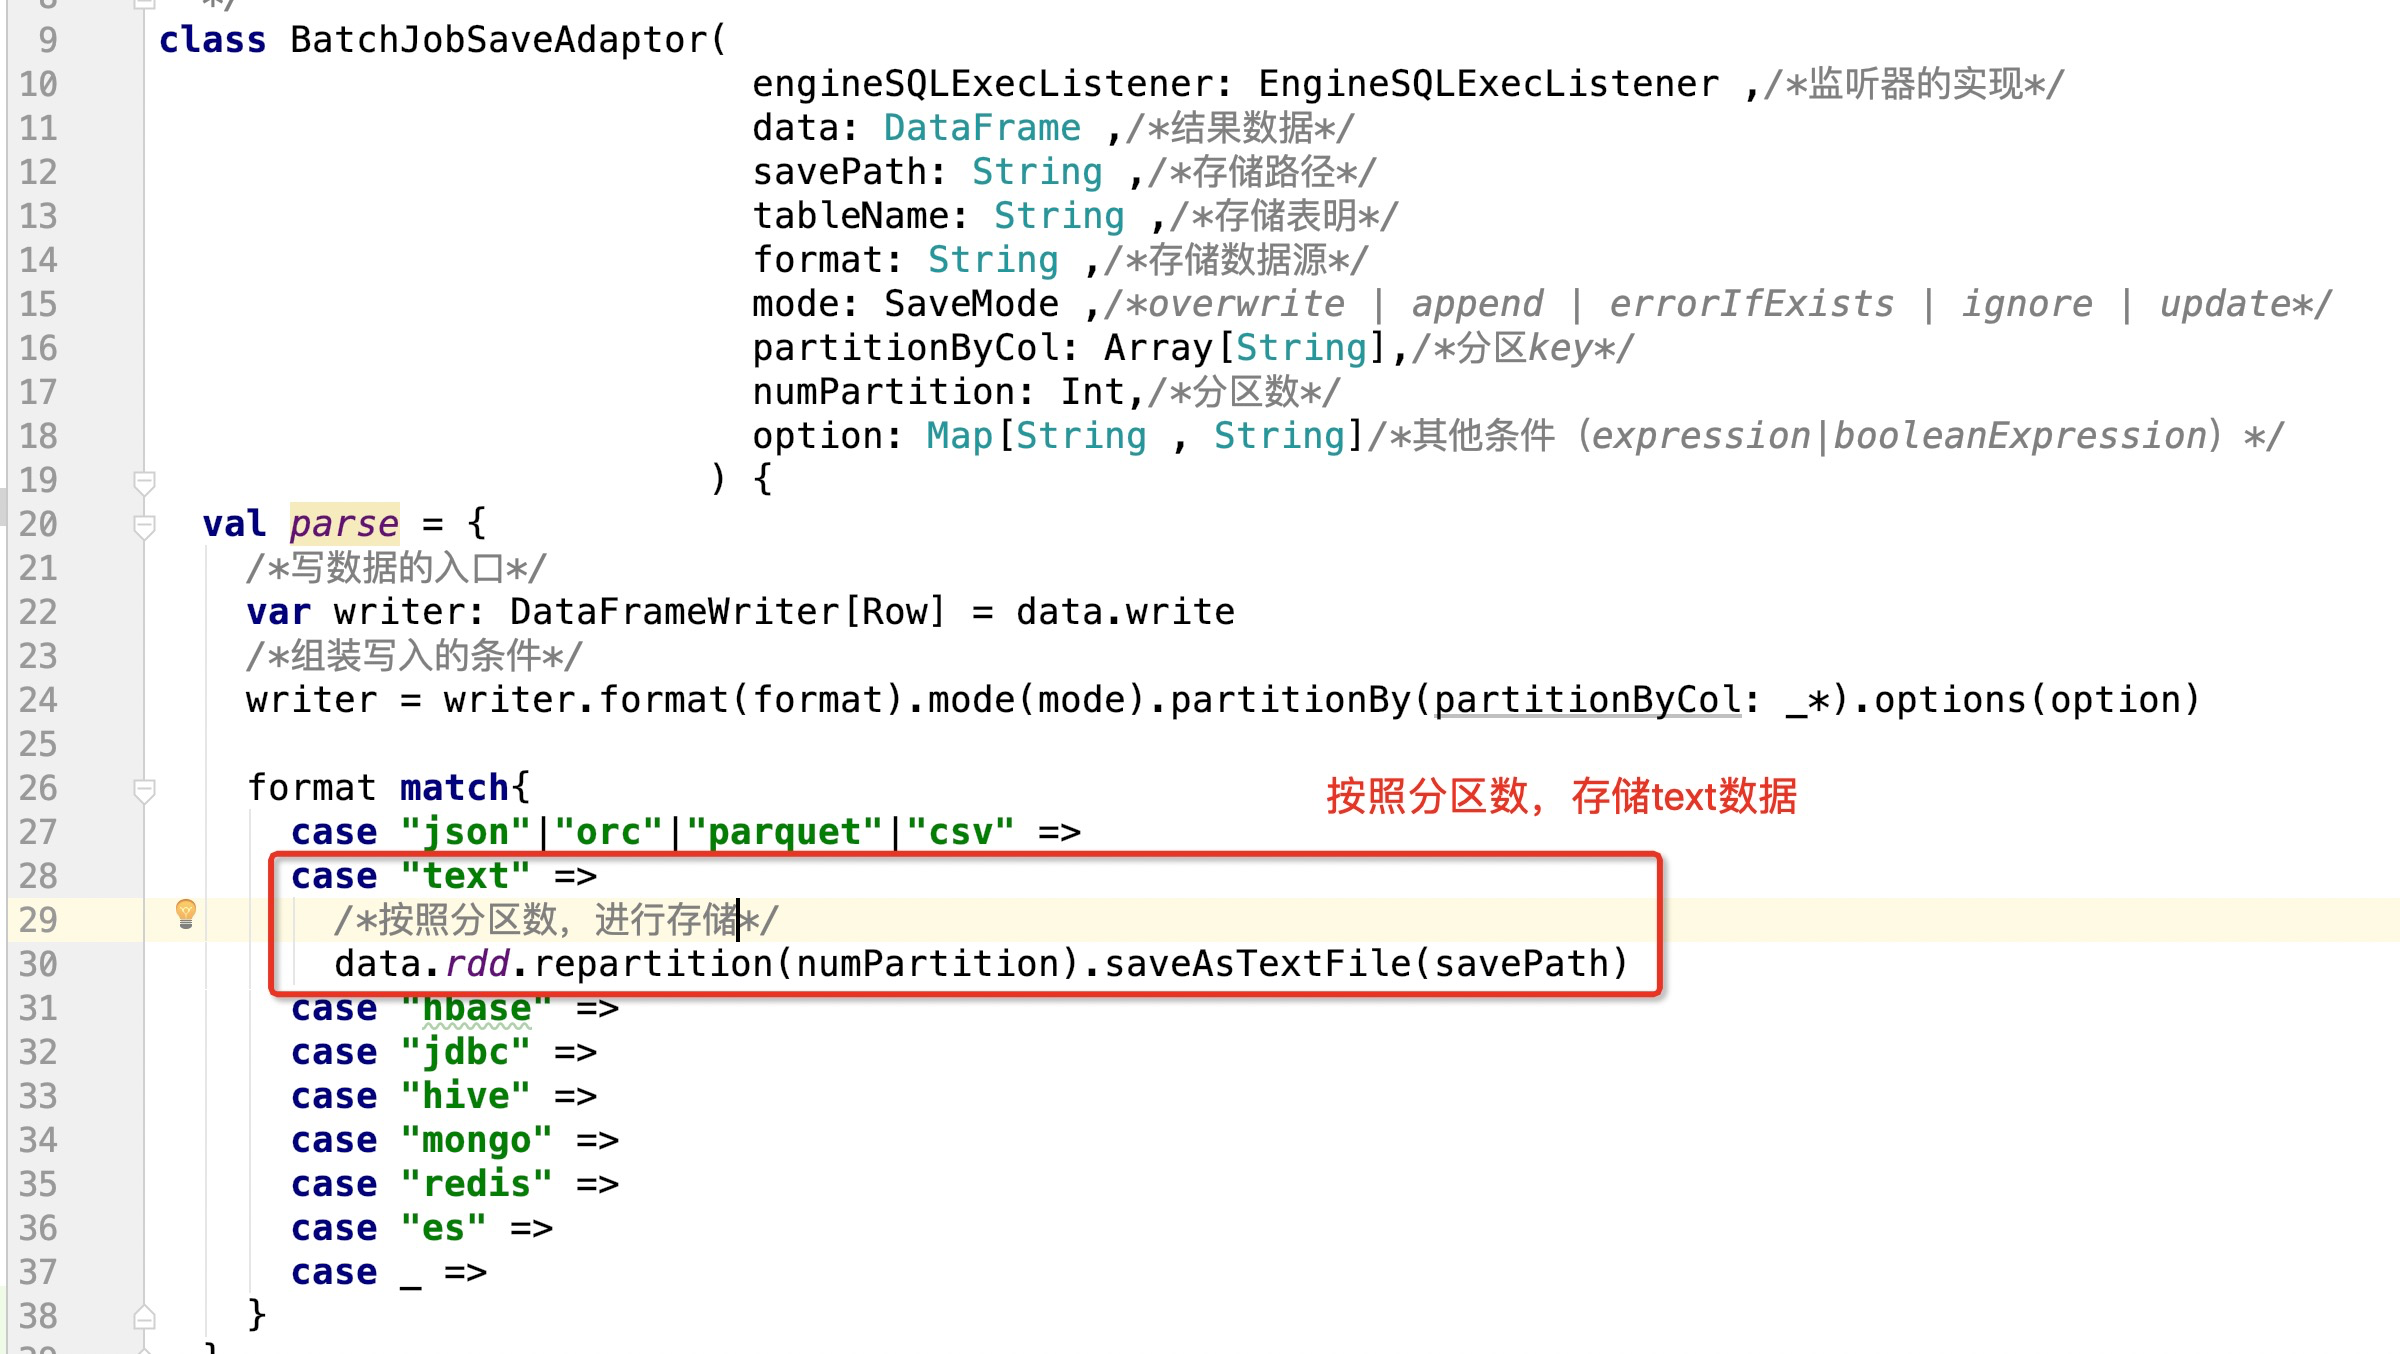 */
9 class BatchJobSaveAdaptor(
10 engineSQLExecListener: EngineSQLExecListener ,/*监听器的实现*/
11 data: DataFrame ,/*结果数据*/
12 savePath: String ,/*存储路径*/
13 tableName: String ,/*存储表明*/
14 format: String ,/*存储数据源*/
15 mode: SaveMode ,/*overwrite | append | errorIfExists | ignore | update*/
16 partitionByCol: Array[String],/*分区key*/
17 numPartition: Int,/*分区数*/
18 option: Map[String , String]/*其他条件（expression|booleanExpression）*/
19 ) {
20 val parse = {
21 /*写数据的入口*/
22 var writer: DataFrameWriter[Row] = data.write
23 /*组装写入的条件*/
24 writer = writer.format(format).mode(mode).partitionBy(partitionByCol: _*).options(option)
25
26 format match{
按照分区数，存储text数据
27 case "json"|"orc"|"parquet"|"csv" =>
28 case "text" =>
29 /*按照分区数，进行存储*/
30 data.rdd.repartition(numPartition).saveAsTextFile(savePath)
31 case "hbase" =>
32 case "jdbc" =>
33 case "hive" =>
34 case "mongo" =>
35 case "redis" =>
36 case "es" =>
37 case _ =>
38 }